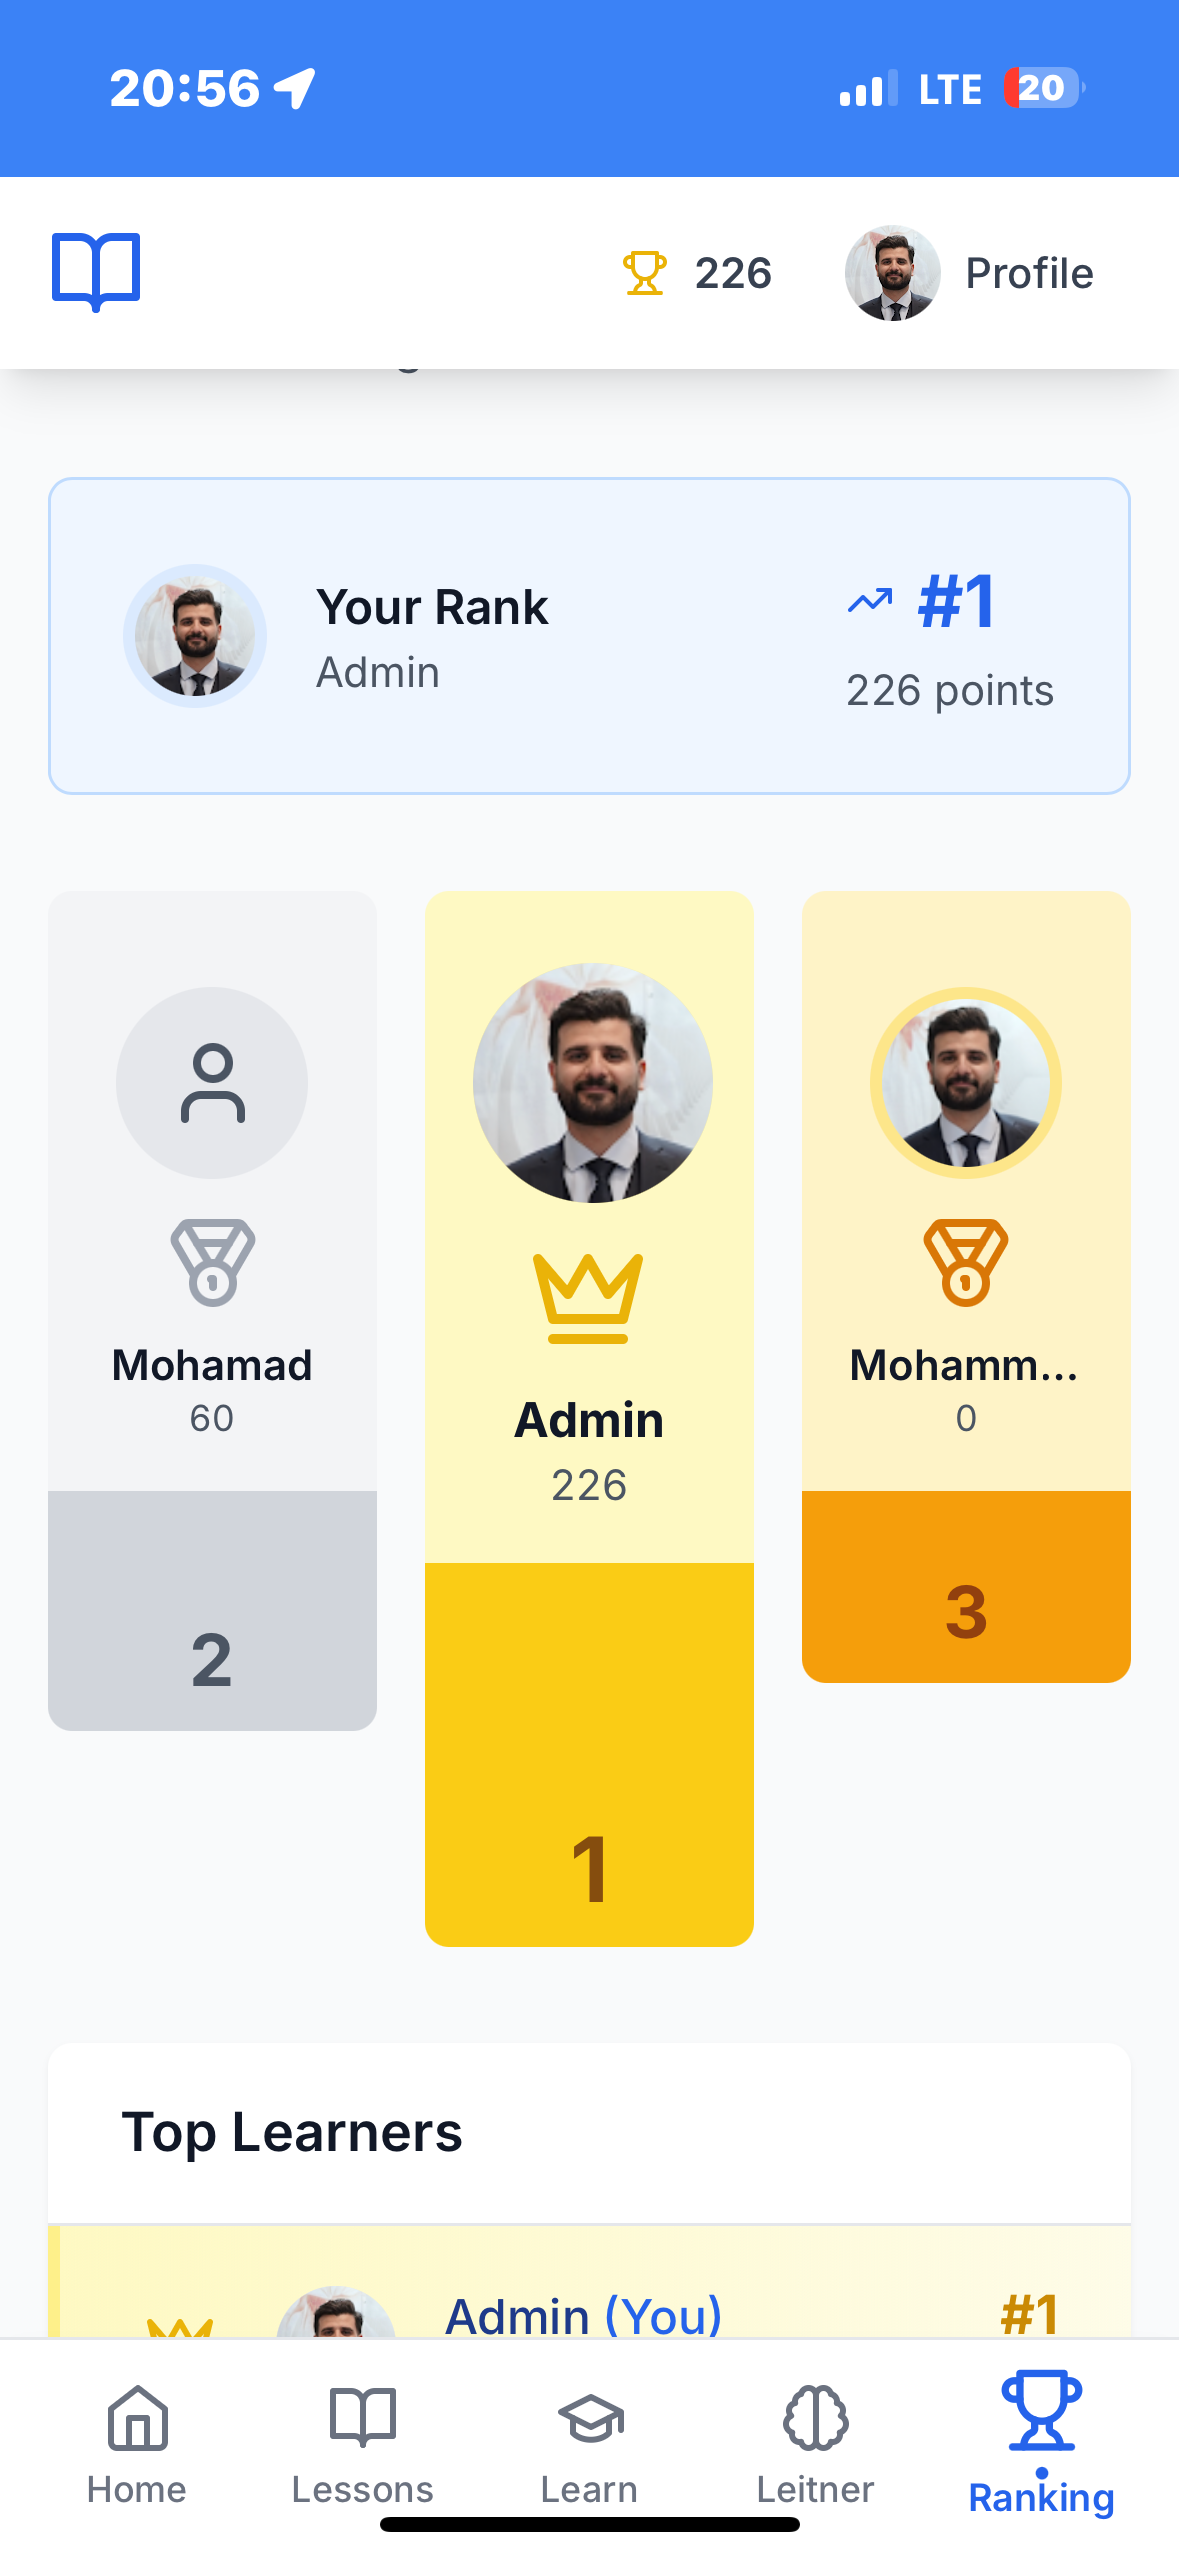 20:56
LTE
20
226
Profile
Your Rank
Admin
#1
226 points
Mohamad
60
2
Admin
226
1
Mohamm...
0
3
Top Learners
Admin (You)
#1
Home
Lessons
Learn
Leitner
Ranking